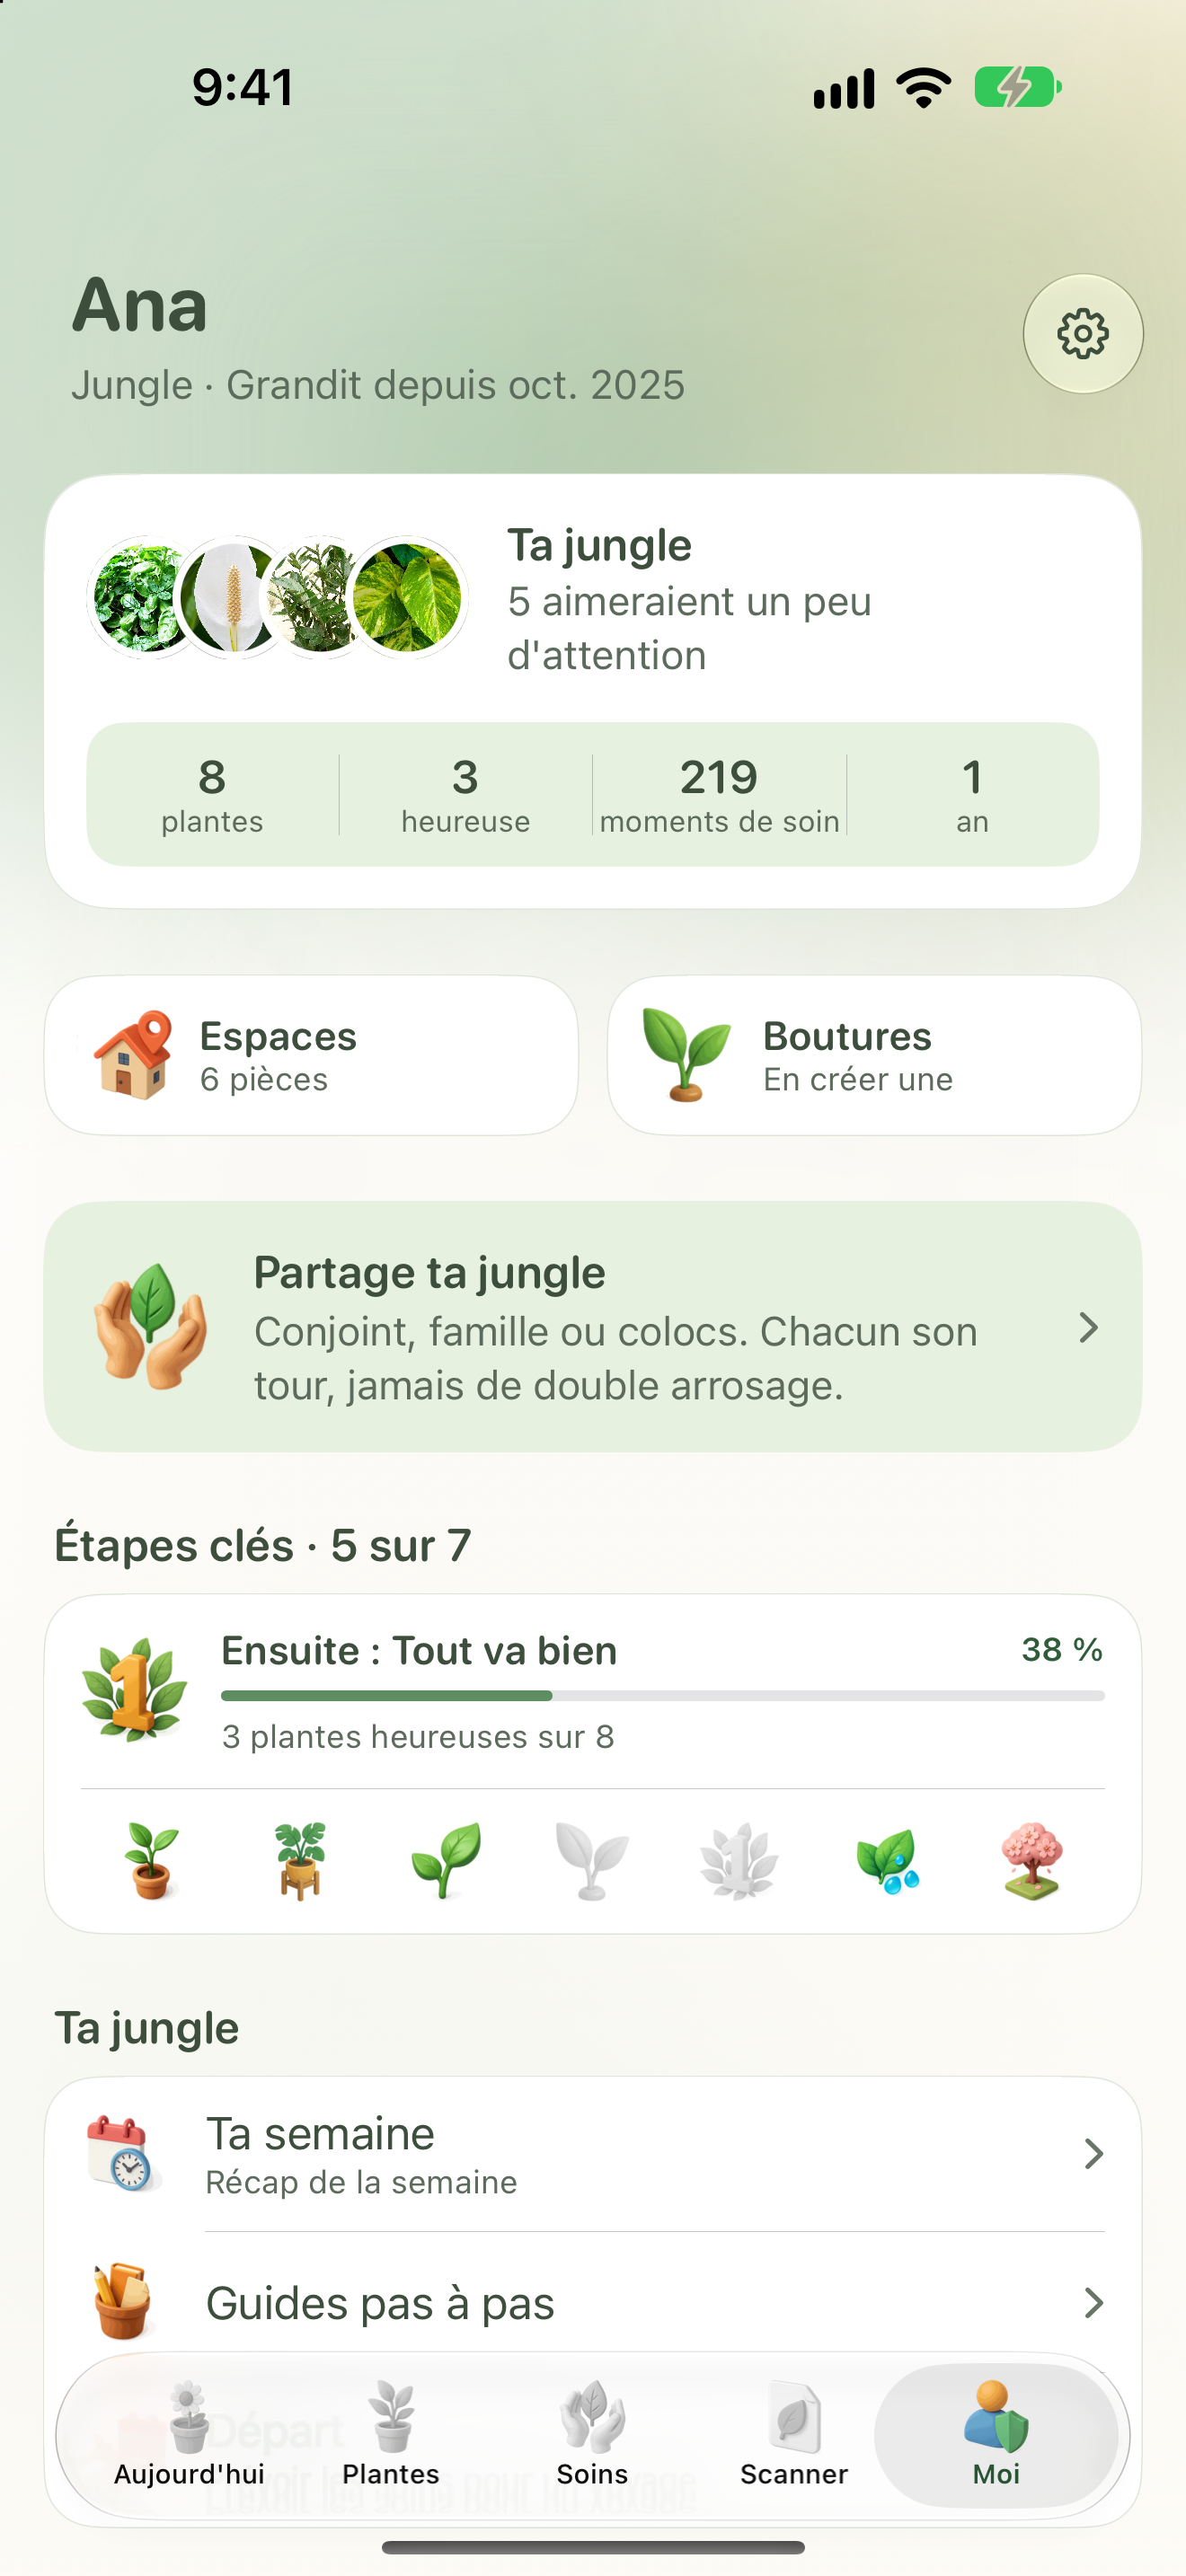 9:41
Ana
Jungle · Grandit depuis oct. 2025
Ta jungle
5 aimeraient un peu
d'attention
8
plantes
3
heureuse
219
moments de soin
1
an
Espaces
6 pièces
Boutures
En créer une
Partage ta jungle
Conjoint, famille ou colocs. Chacun son
tour, jamais de double arrosage.
Étapes clés · 5 sur 7
Ensuite : Tout va bien
38 %
3 plantes heureuses sur 8
Ta jungle
Ta semaine
Récap de la semaine
Guides pas à pas
Départ
Aujourd'hui
Plantes
Soins
Scanner
Moi